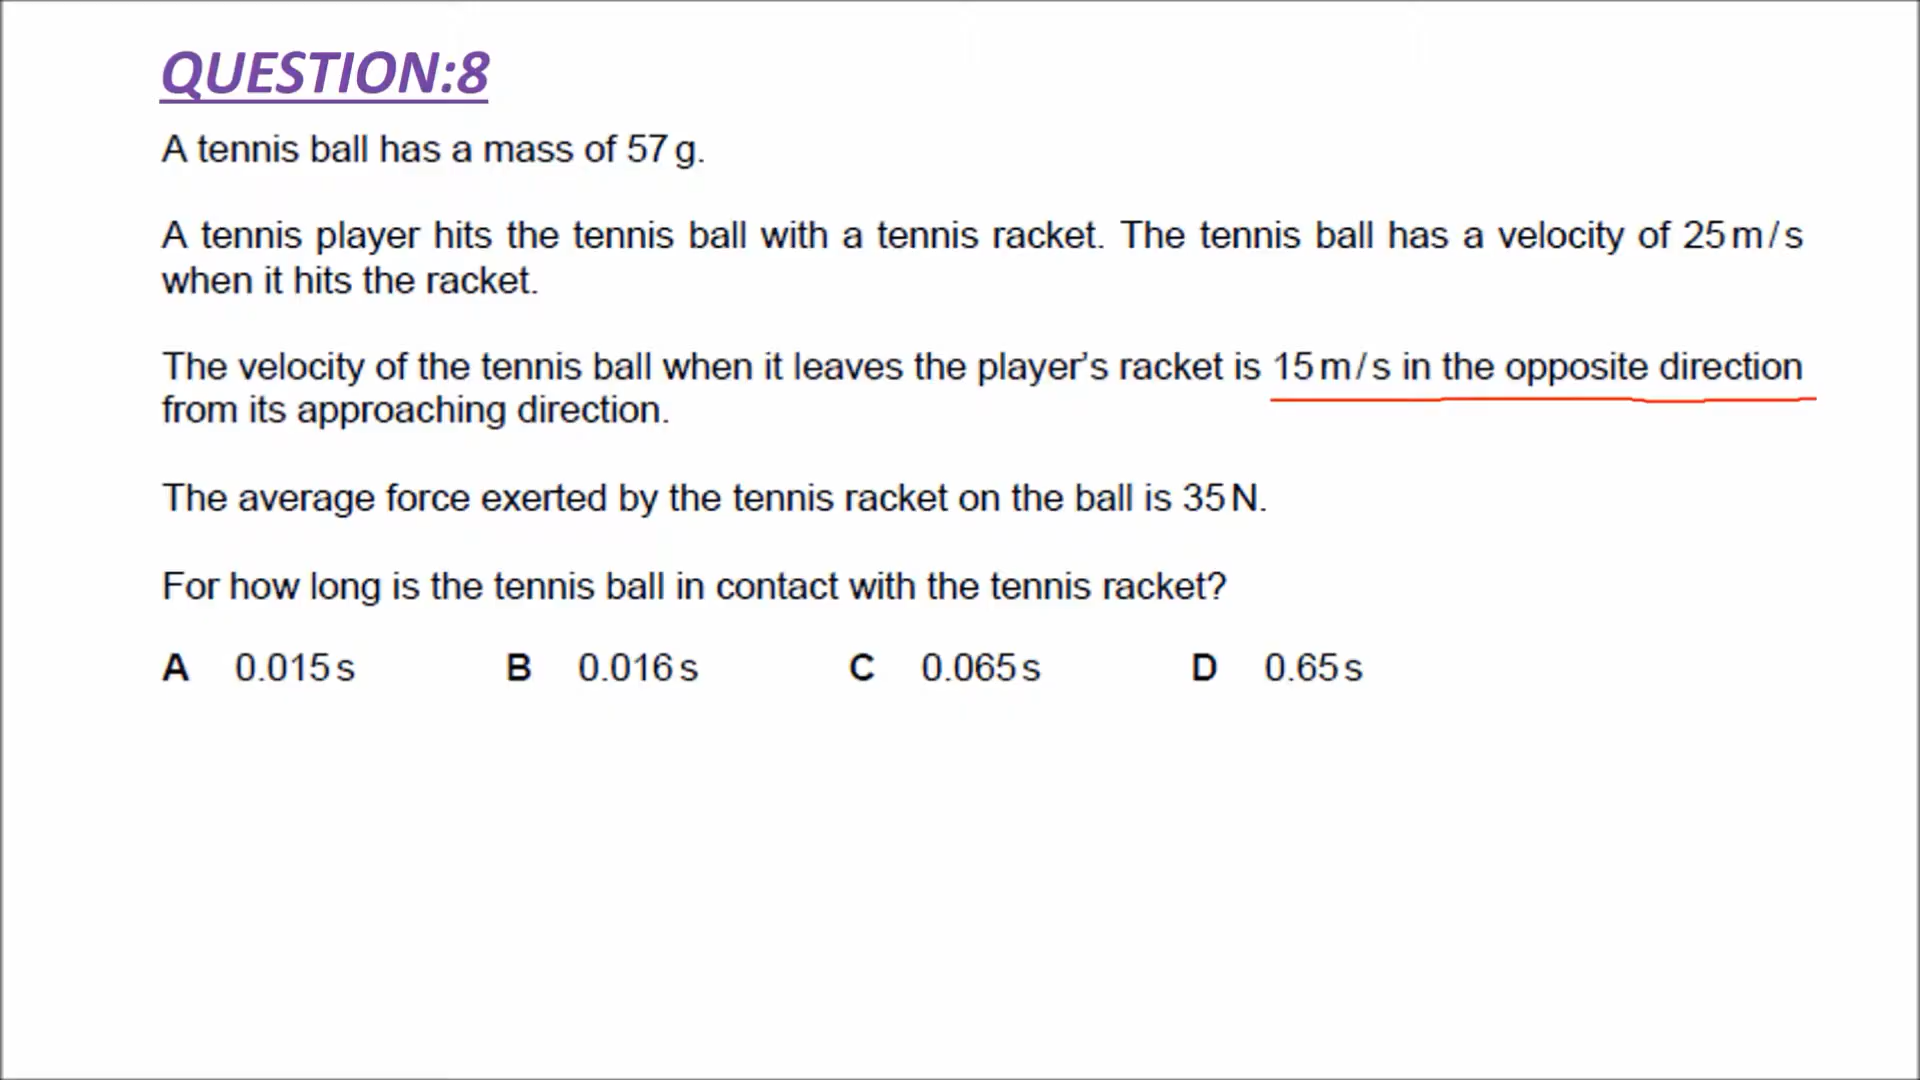 QUESTION:8
A tennis ball has a mass of 57 g.
A tennis player hits the tennis ball with a tennis racket. The tennis ball has a velocity of 25 m/s
when it hits the racket.
The velocity of the tennis ball when it leaves the player's racket is 15 m/s in the opposite direction
from its approaching direction.
The average force exerted by the tennis racket on the ball is 35 N.
For how long is the tennis ball in contact with the tennis racket?
A 0.015 s B 0.016 s C 0.065 s D 0.65 s